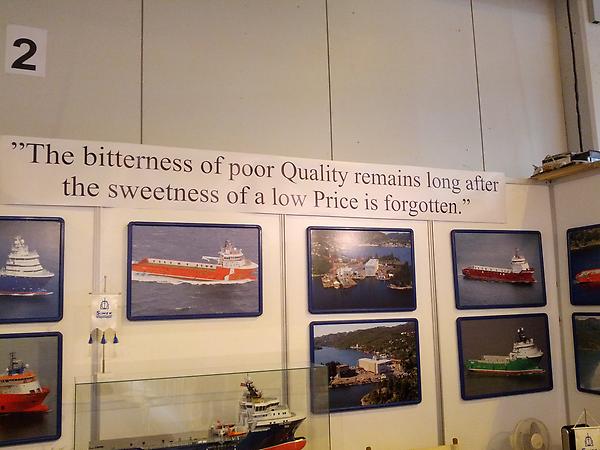 2
”The bitterness of poor Quality remains long after
the sweetness of a low Price is forgotten.”